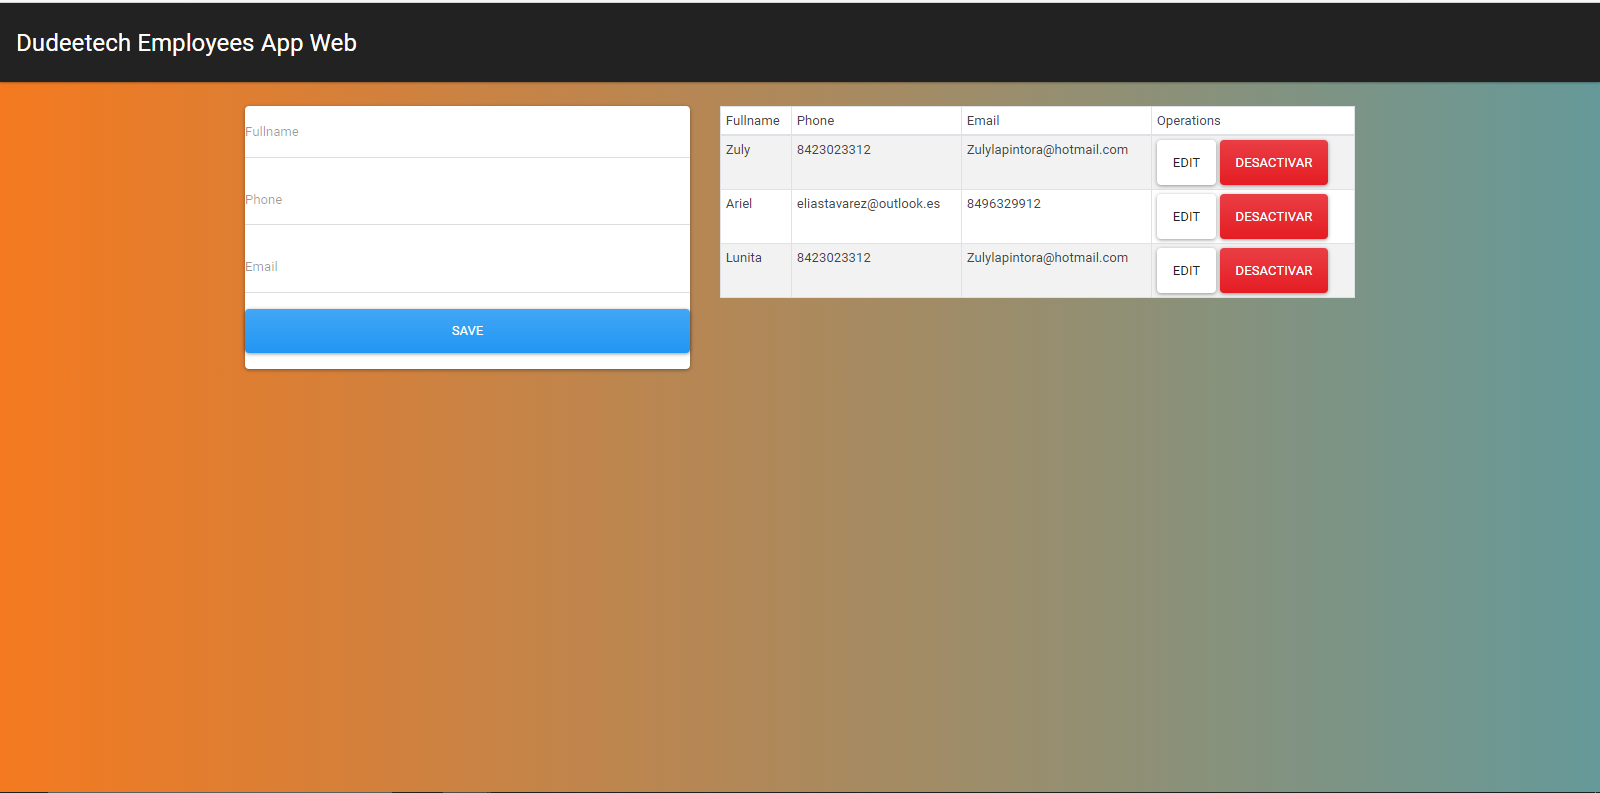 Dudeetech Employees App Web
Fullname
Phone
Email
SAVE
Fullname Phone Email Operations
Zuly 8423023312 Zulylapintora@hotmail.com EDIT DESACTIVAR
Ariel eliastavarez@outlook.es 8496329912 EDIT DESACTIVAR
Lunita 8423023312 Zulylapintora@hotmail.com EDIT DESACTIVAR